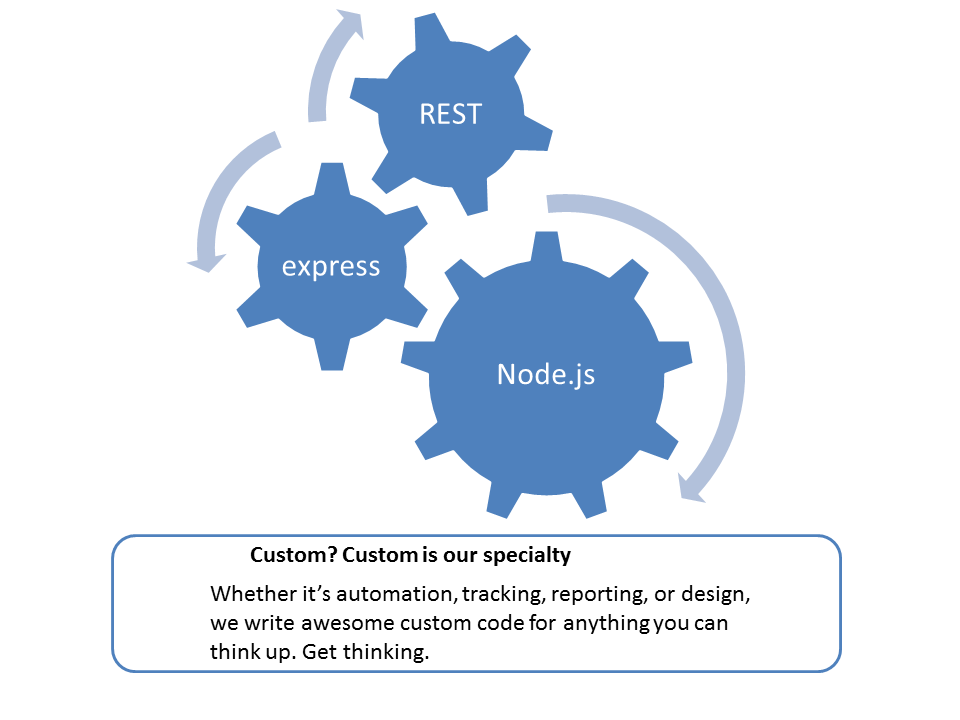 REST
express
Node.js
Custom? Custom is our specialty
Whether it’s automation, tracking, reporting, or design,
we write awesome custom code for anything you can
think up. Get thinking.